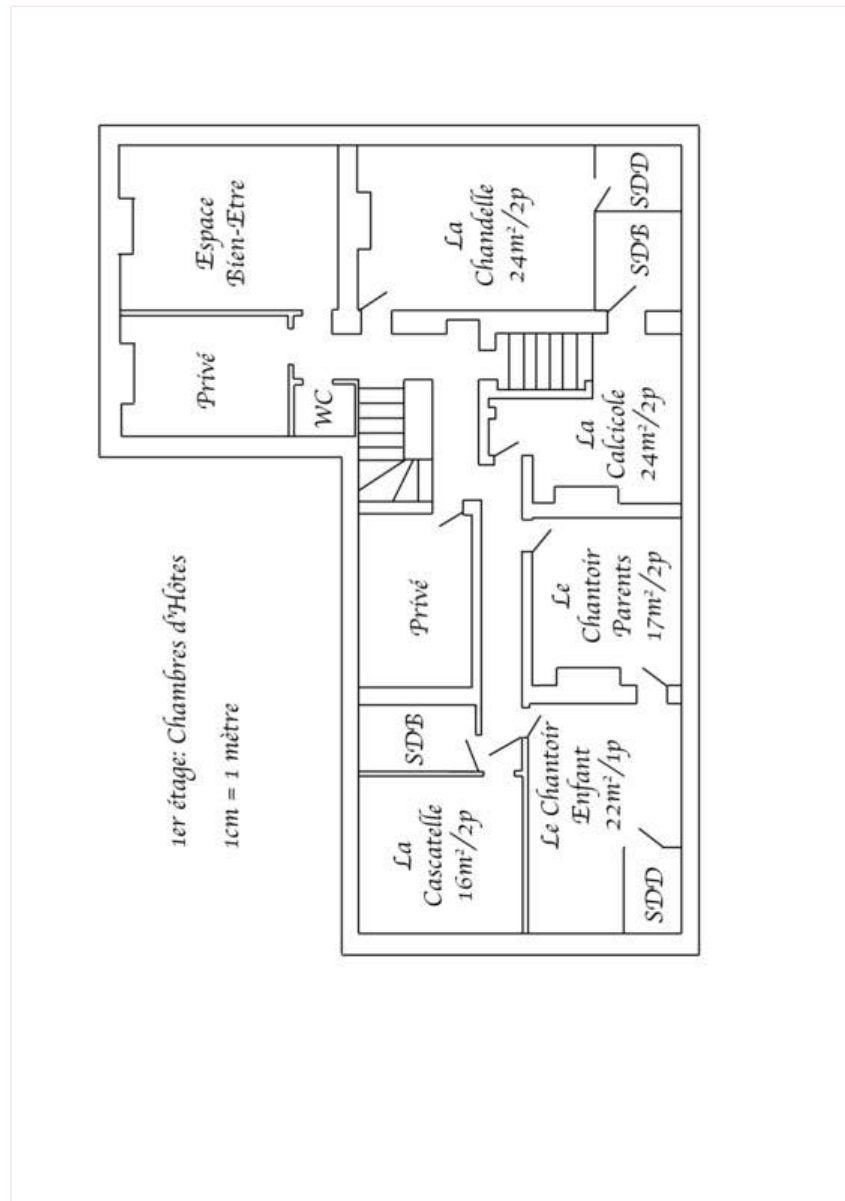 1er étage: Chambres d'Hôtes
1cm = 1 mètre
Espace
Bien-Etre
Privé
WC
La
Chandelle
24m²/2p
SDD
SDB
La
Calcicole
24m²/2p
Privé
Le
Chantoir
Parents
17m²/2p
SDB
La
Cascatelle
16m²/2p
Le Chantoir
Enfant
22m²/1p
SDD